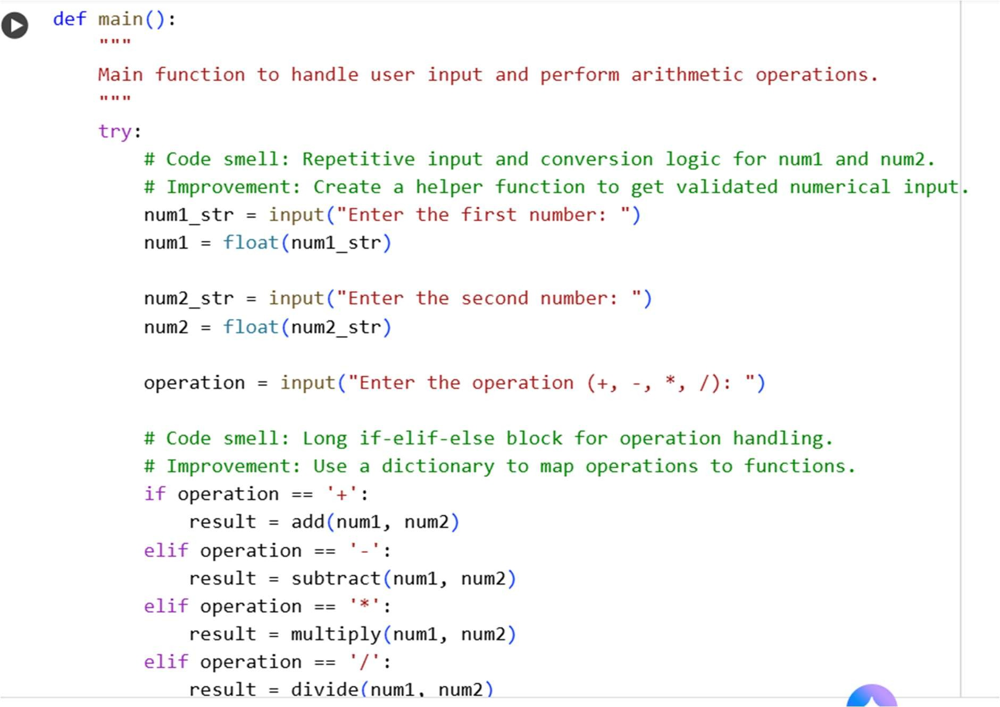 def main():
    """
    Main function to handle user input and perform arithmetic operations.
    """
    try:
        # Code smell: Repetitive input and conversion logic for num1 and num2.
        # Improvement: Create a helper function to get validated numerical input.
        num1_str = input("Enter the first number: ")
        num1 = float(num1_str)

        num2_str = input("Enter the second number: ")
        num2 = float(num2_str)

        operation = input("Enter the operation (+, -, *, /): ")

        # Code smell: Long if-elif-else block for operation handling.
        # Improvement: Use a dictionary to map operations to functions.
        if operation == '+':
            result = add(num1, num2)
        elif operation == '-':
            result = subtract(num1, num2)
        elif operation == '*':
            result = multiply(num1, num2)
        elif operation == '/':
            result = divide(num1, num2)